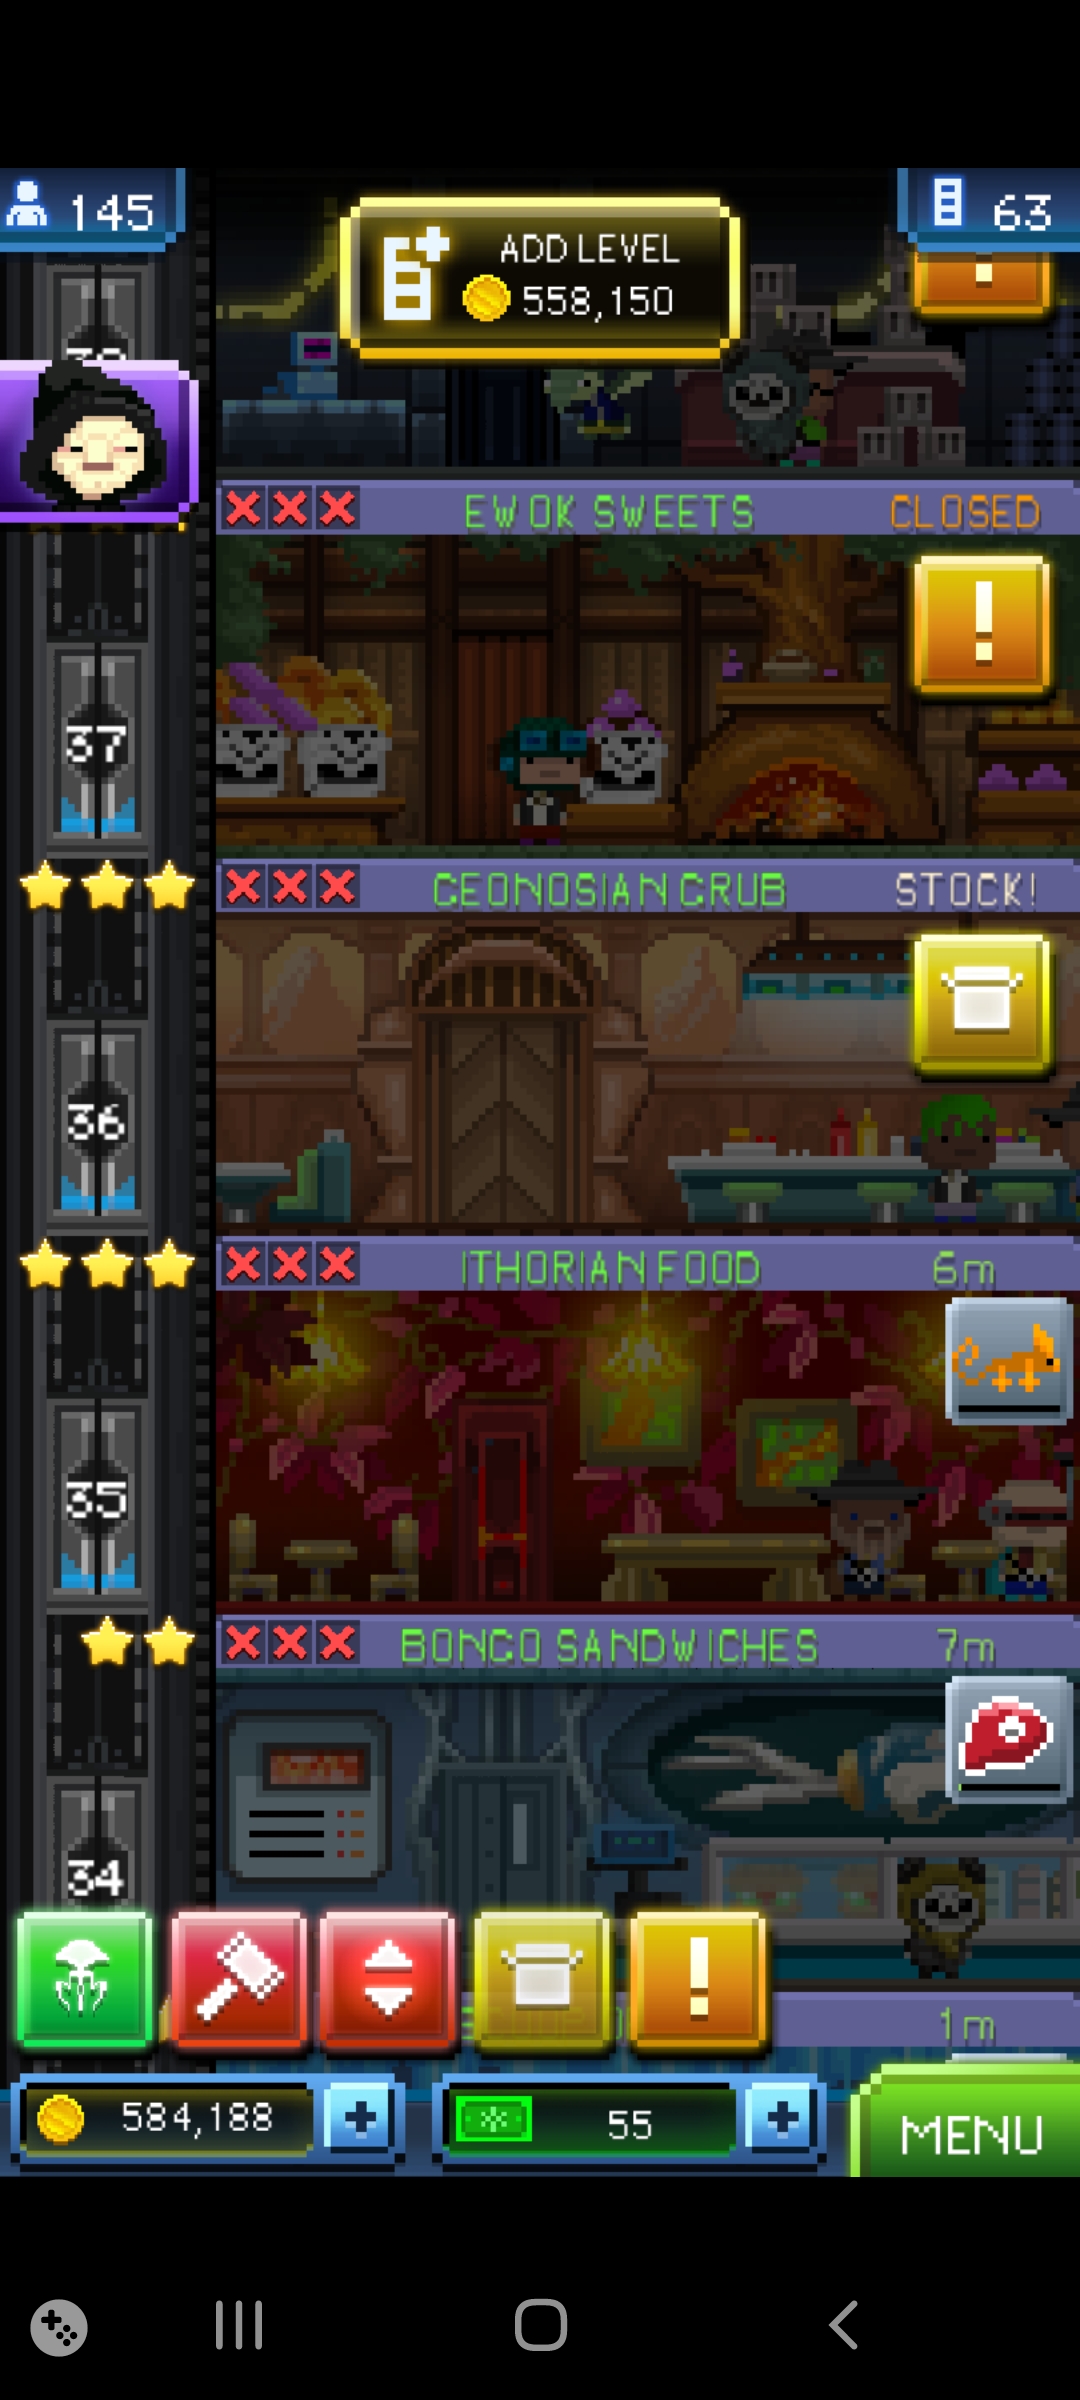 145
ADD LEVEL
558,150
63
EWOK SWEETS
CLOSED
!
37
GEONOSIAN GRUB
STOCK!
36
ITHORIAN FOOD
6m
35
BONGO SANDWICHES
7m
34
!
1m
584,188
+
55
+
MENU